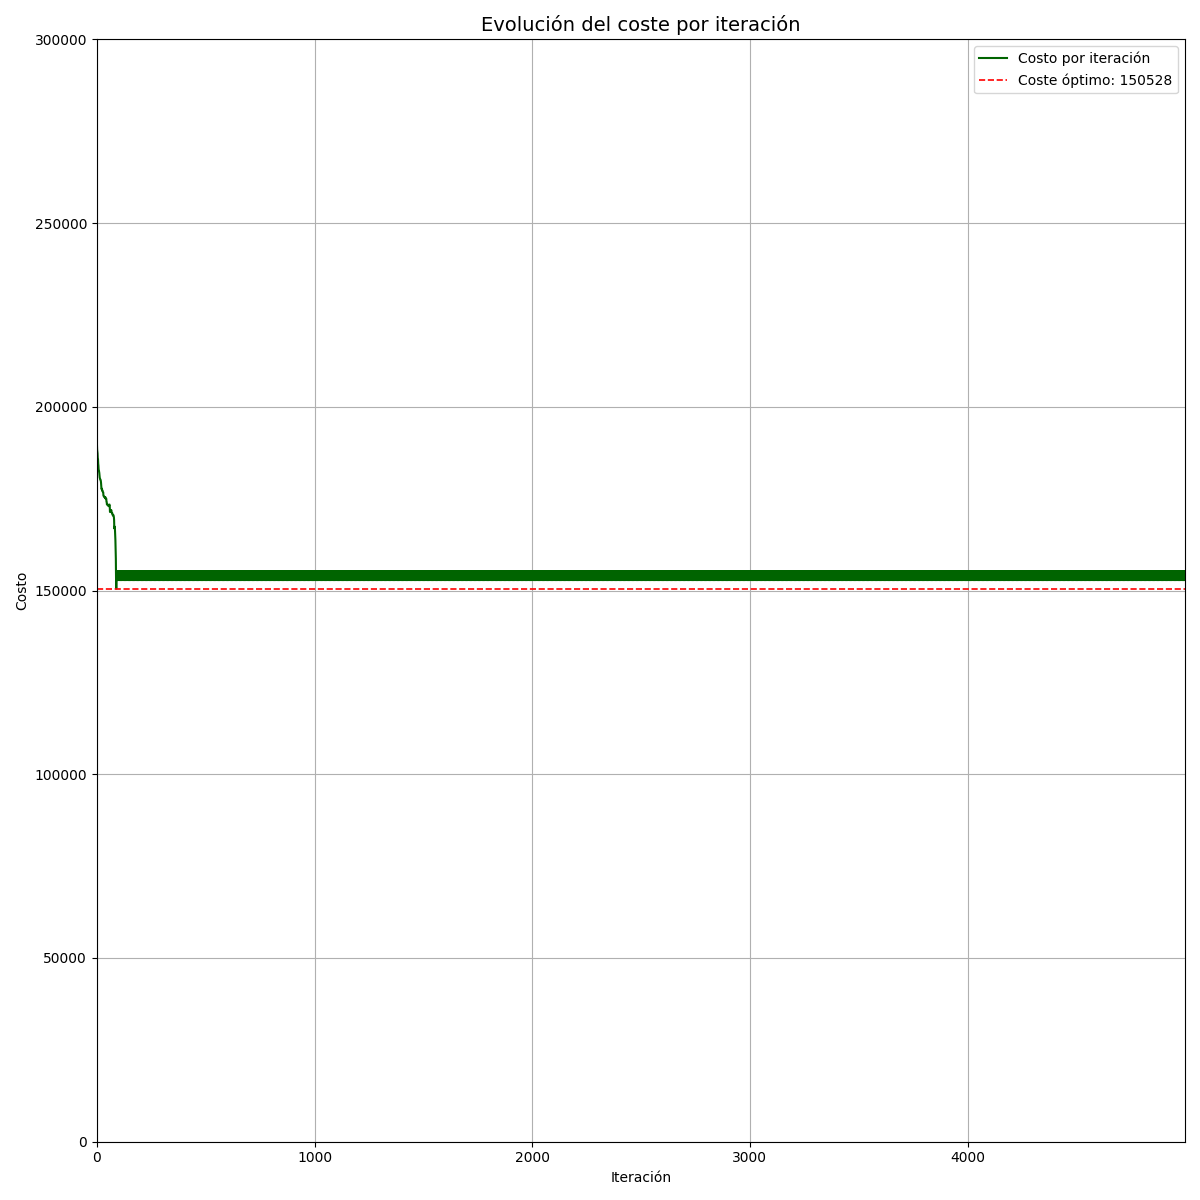 Evolución del coste por iteración
Costo por iteración
Coste óptimo: 150528
300000
250000
200000
150000
100000
50000
0
Costo
0 1000 2000 3000 4000
Iteración